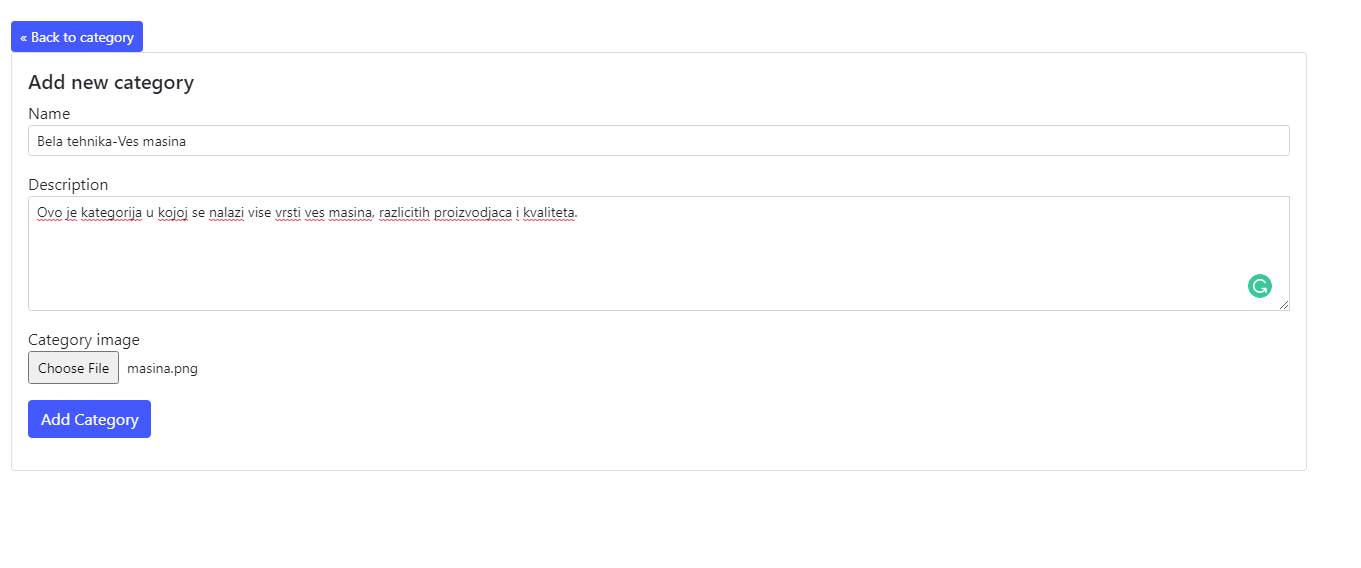 « Back to category
Add new category
Name
Bela tehnika-Ves masina
Description
Ovo je kategorija u kojoj se nalazi vise vrsti ves masina, razlicitih proizvodjaca i kvaliteta.
Category image
Choose File masina.png
Add Category